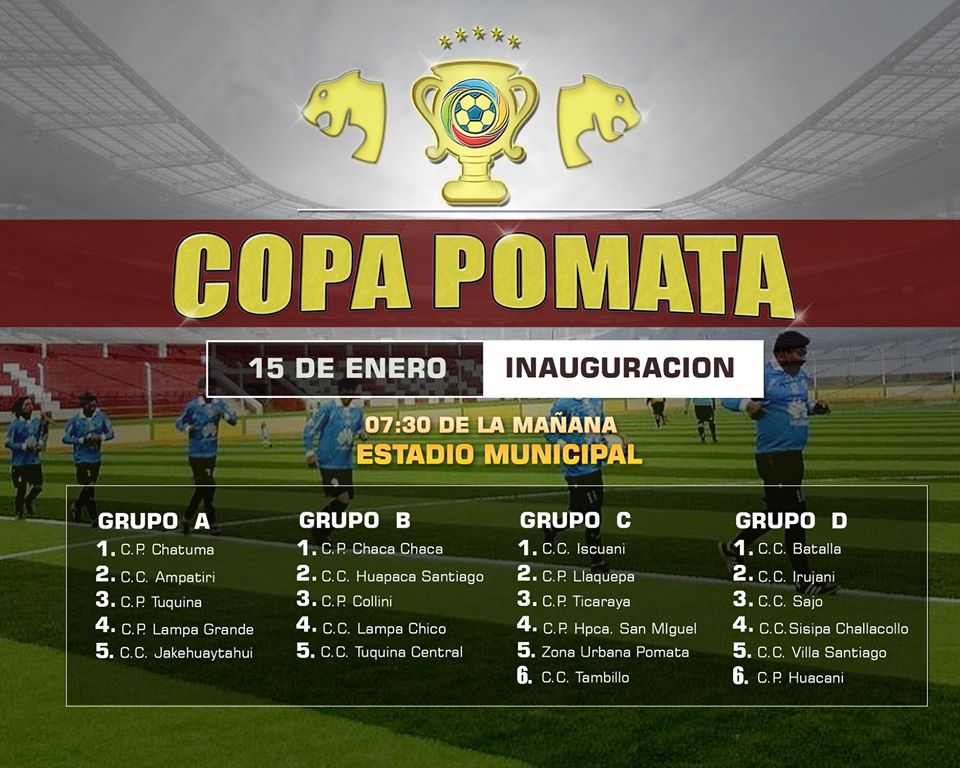 COPA POMATA
15 DE ENERO INAUGURACION
07:30 DE LA MAÑANA
ESTADIO MUNICIPAL
GRUPO A
1. C.P. Chatuma
2. C.C. Ampatiri
3. C.P. Tuquina
4. C.P. Lampa Grande
5. C.C. Jakehuaytahui
GRUPO B
1. C.P. Chaca Chaca
2. C.C. Huapaca Santiago
3. C.P. Collini
4. C.C. Lampa Chico
5. C.C. Tuquina Central
GRUPO C
1. C.C. Iscuani
2. C.P. Llaquepa
3. C.P. Ticaraya
4. C.P. Hpca. San MIguel
5. Zona Urbana Pomata
6. C.C. Tambillo
GRUPO D
1. C.C. Batalla
2. C.C. Irujani
3. C.C. Sajo
4. C.C.Sisipa Challacollo
5. C.C. Villa Santiago
6. C.P. Huacani